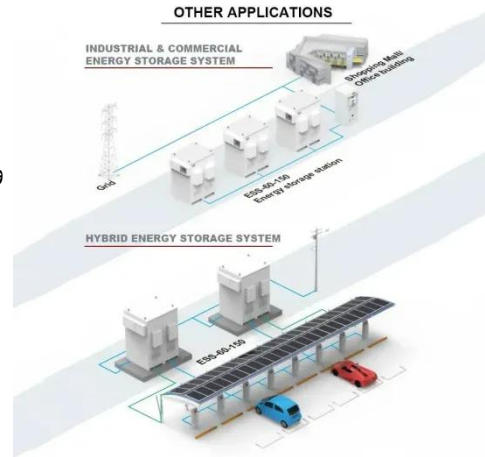 OTHER APPLICATIONS
INDUSTRIAL & COMMERCIAL
ENERGY STORAGE SYSTEM
Shopping Mall/
Office building
9
Grid
ESS-60-150
Energy storage station
HYBRID ENERGY STORAGE SYSTEM
ESS-60-150